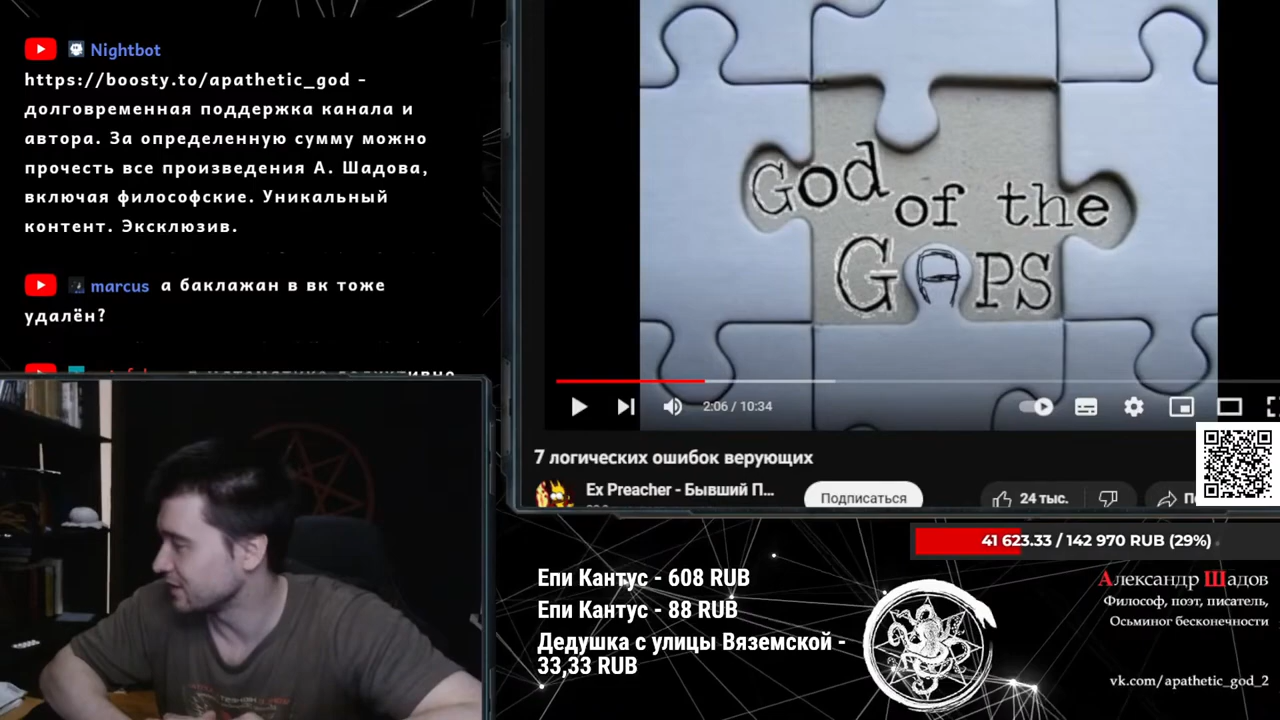 Nightbot
https://boosty.to/apathetic_god -
долговременная поддержка канала и
автора. За определенную сумму можно
прочесть все произведения А. Шадова,
включая философские. Уникальный
контент. Эксклюзив.
marcus а баклажан в вк тоже
удалён?
God of the
GAPS
2:06 / 10:34
7 логических ошибок верующих
Ex Preacher - Бывший П...
Подписаться
24 тыс.
41 623.33 / 142 970 RUB (29%)
Епи Кантус - 608 RUB
Епи Кантус - 88 RUB
Дедушка с улицы Вяземской -
33,33 RUB
Александр Шадов
Философ, поэт, писатель,
Осьминог бесконечности
vk.com/apathetic_god_2